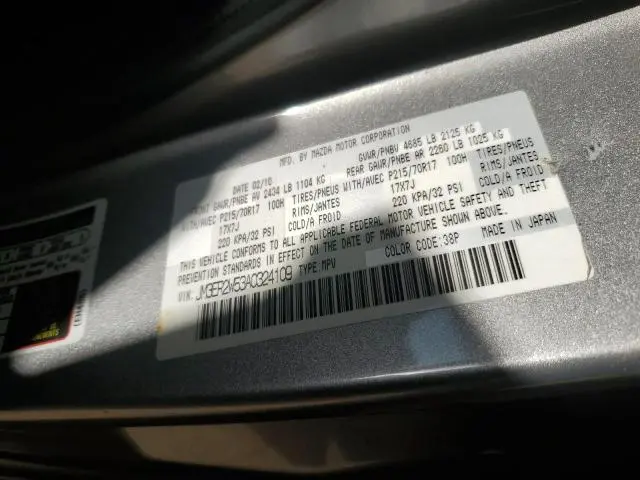 MFD. BY MAZDA MOTOR CORPORATION
DATE 02/10 GVWR/PNBV 4685 LB 2125 KG
FRONT GAWR/PNBE AV 2434 LB 1104 KG REAR GAWR/PNBE AR 2260 LB 1025 KG
WITH/AVEC P215/70R17 100H TIRES/PNEUS WITH/AVEC P215/70R17 100H TIRES/PNEUS
17X7J RIMS/JANTES 17X7J RIMS/JANTES
220 KPA/32 PSI COLD/A FROID 220 KPA/32 PSI COLD/A FROID
THIS VEHICLE CONFORMS TO ALL APPLICABLE FEDERAL MOTOR VEHICLE SAFETY AND THEFT
PREVENTION STANDARDS IN EFFECT ON THE DATE OF MANUFACTURE SHOWN ABOVE.
VIN: JM3ER2W53A0324109 TYPE:MPV COLOR CODE:38P MADE IN JAPAN